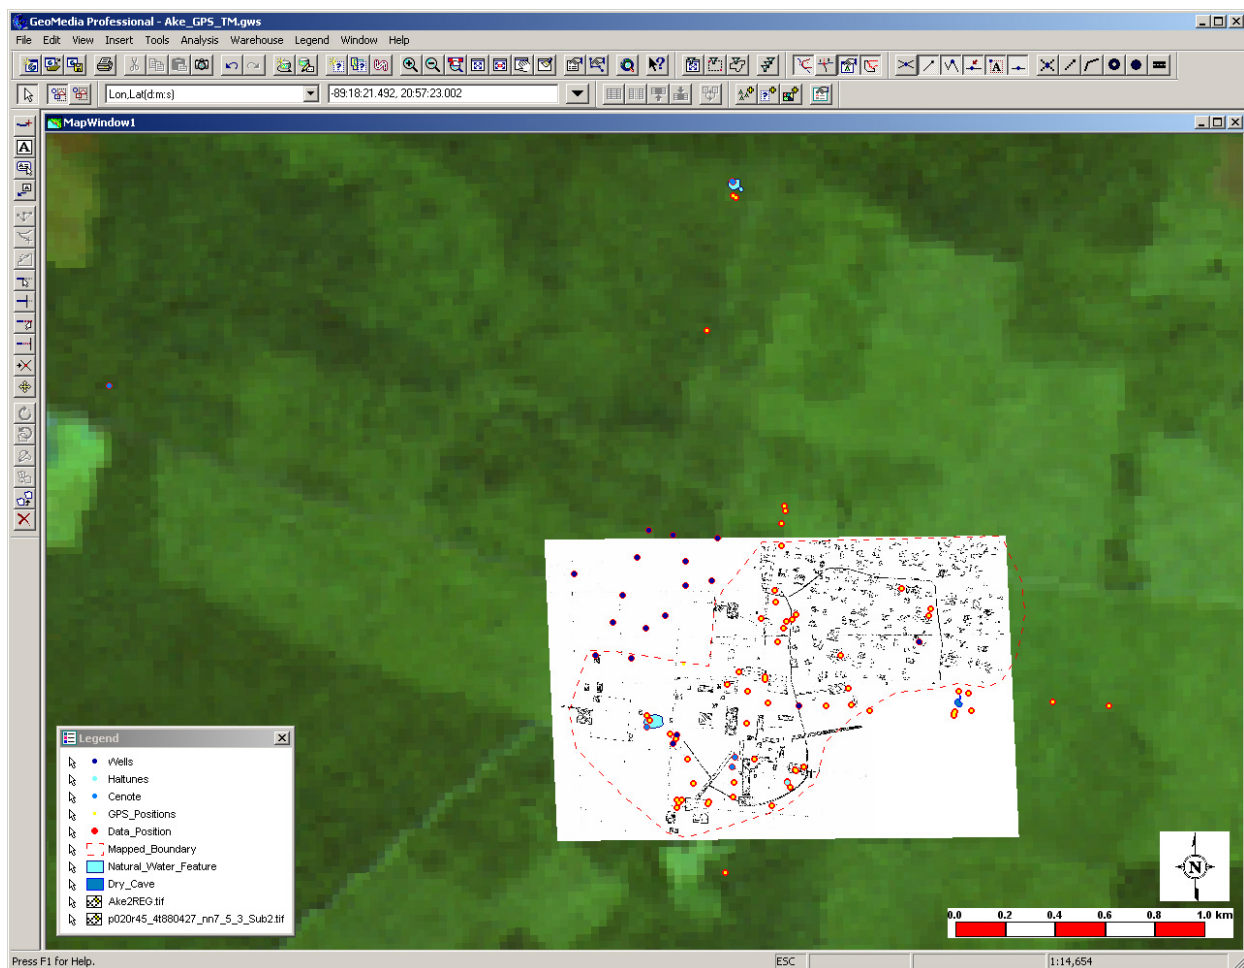 GeoMedia Professional - Ake_GPS_TM.gws
File Edit View Insert Tools Analysis Warehouse Legend Window Help
Lon,Lat(d:m:s) -89:18:21.492, 20:57:23.002
MapWindow1
Legend
Wells
Haltunes
Cenote
GPS_Positions
Data_Position
Mapped_Boundary
Natural_Water_Feature
Dry_Cave
Ake2REG.tif
p020r45_4t880427_nn7_5_3_Sub2.tif
N
0.0 0.2 0.4 0.6 0.8 1.0 km
Press F1 for Help. ESC 1:14,654